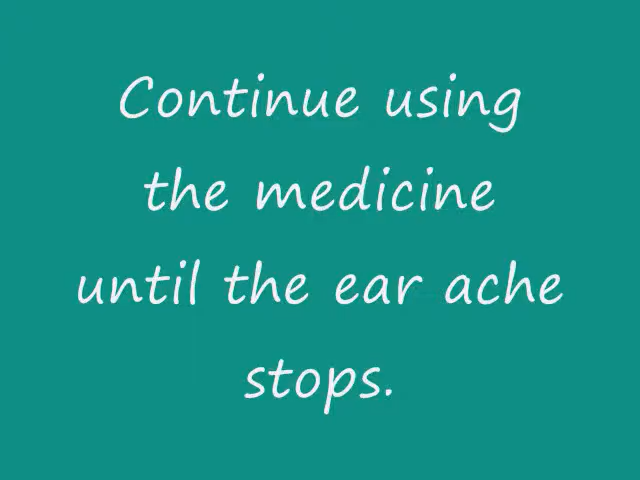 Continue using
the medicine
until the ear ache
stops.